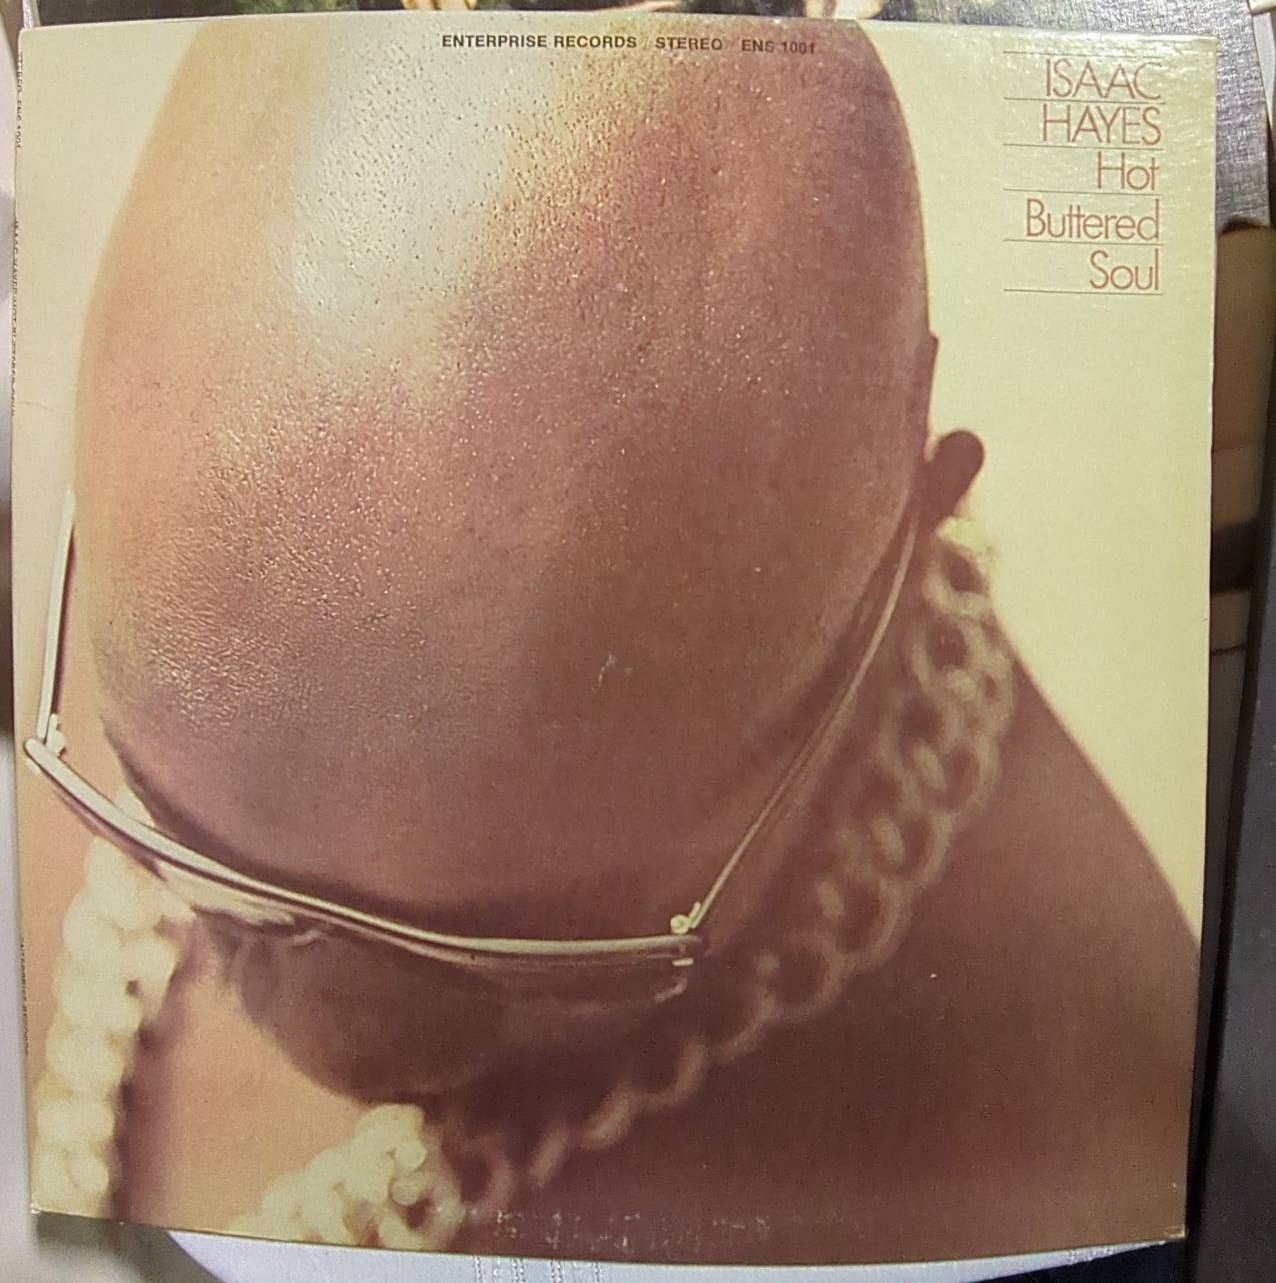 ENTERPRISE RECORDS / STEREO / ENS 1001
ISAAC
HAYES
Hot
Buttered
Soul